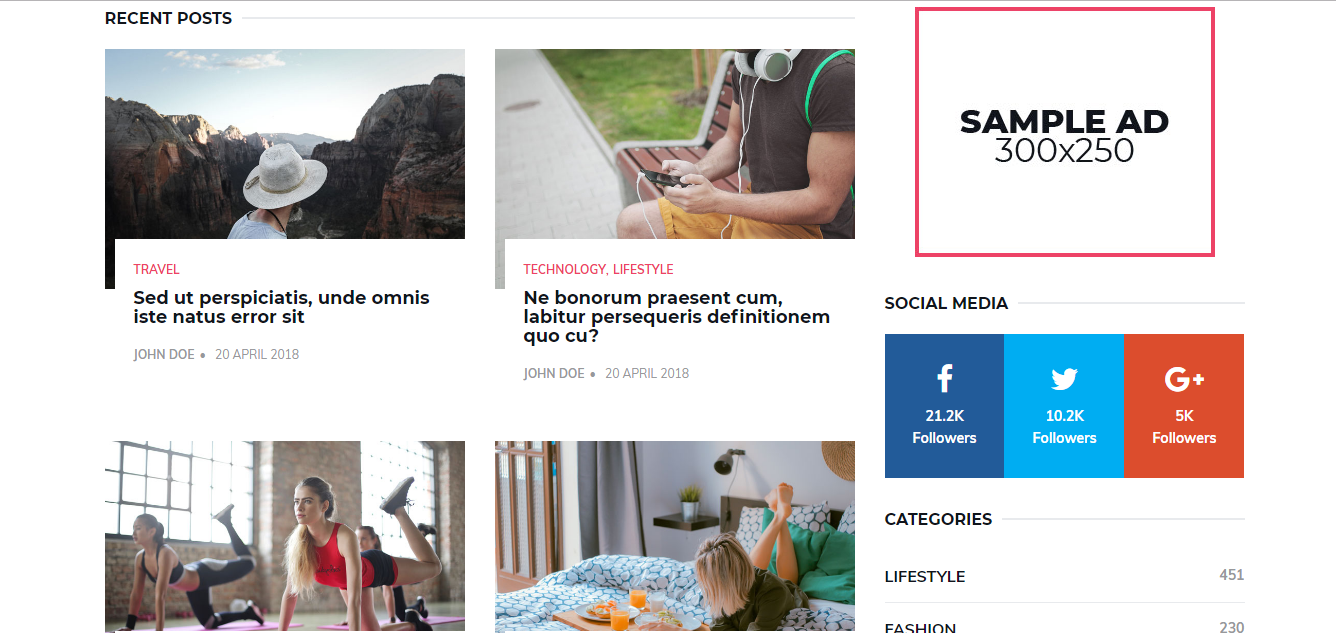 RECENT POSTS
TRAVEL
Sed ut perspiciatis, unde omnis
iste natus error sit
JOHN DOE • 20 APRIL 2018
TECHNOLOGY, LIFESTYLE
Ne bonorum praesent cum,
labitur persequeris definitionem
quo cu?
JOHN DOE • 20 APRIL 2018
SAMPLE AD
300x250
SOCIAL MEDIA
21.2K
Followers
10.2K
Followers
5K
Followers
CATEGORIES
LIFESTYLE 451
FASHION 230